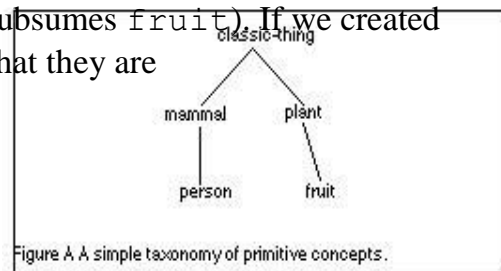 ubsumes fruit). If we created
hat they are
classic-thing
mammal plant
person fruit
Figure A A simple taxonomy of primitive concepts.